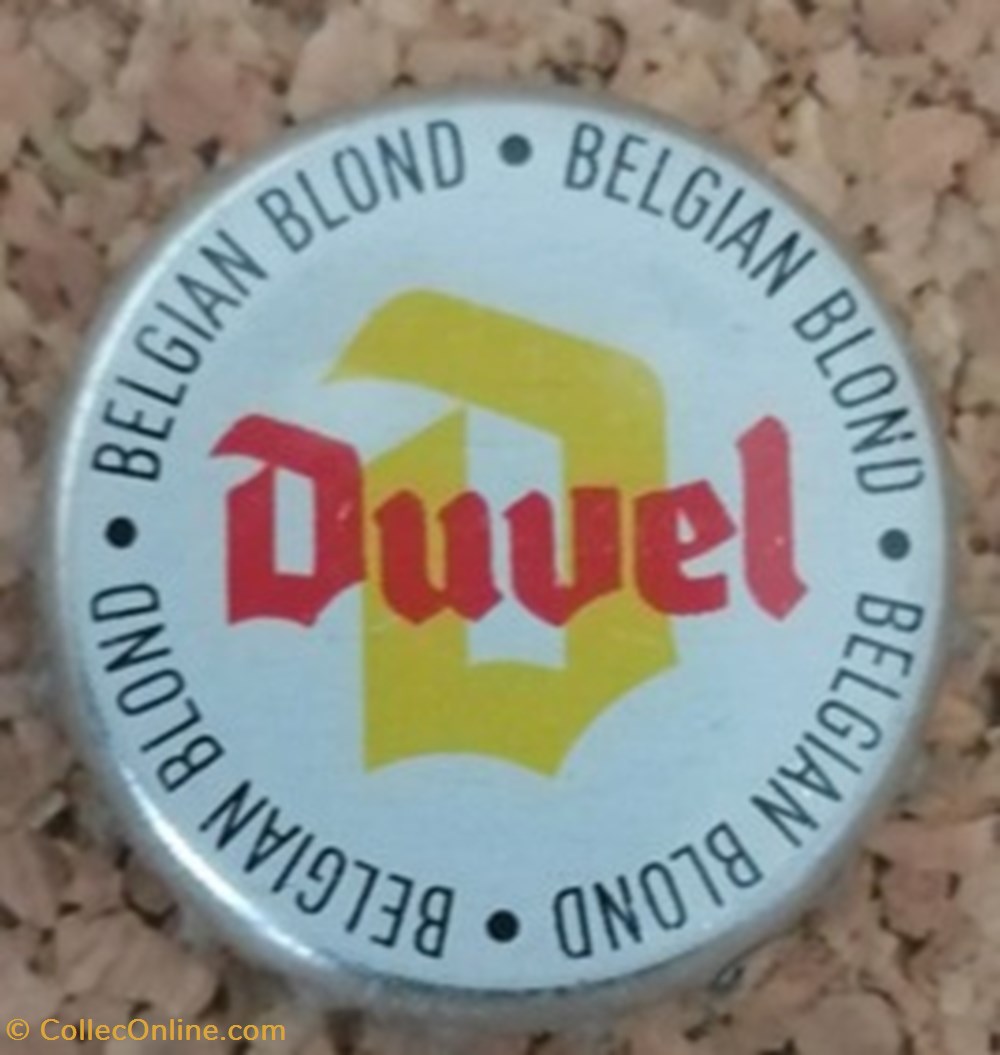 BELGIAN BLOND • BELGIAN BLOND • BELGIAN BLOND • BELGIAN BLOND •
D
Duvel
© CollecOnline.com